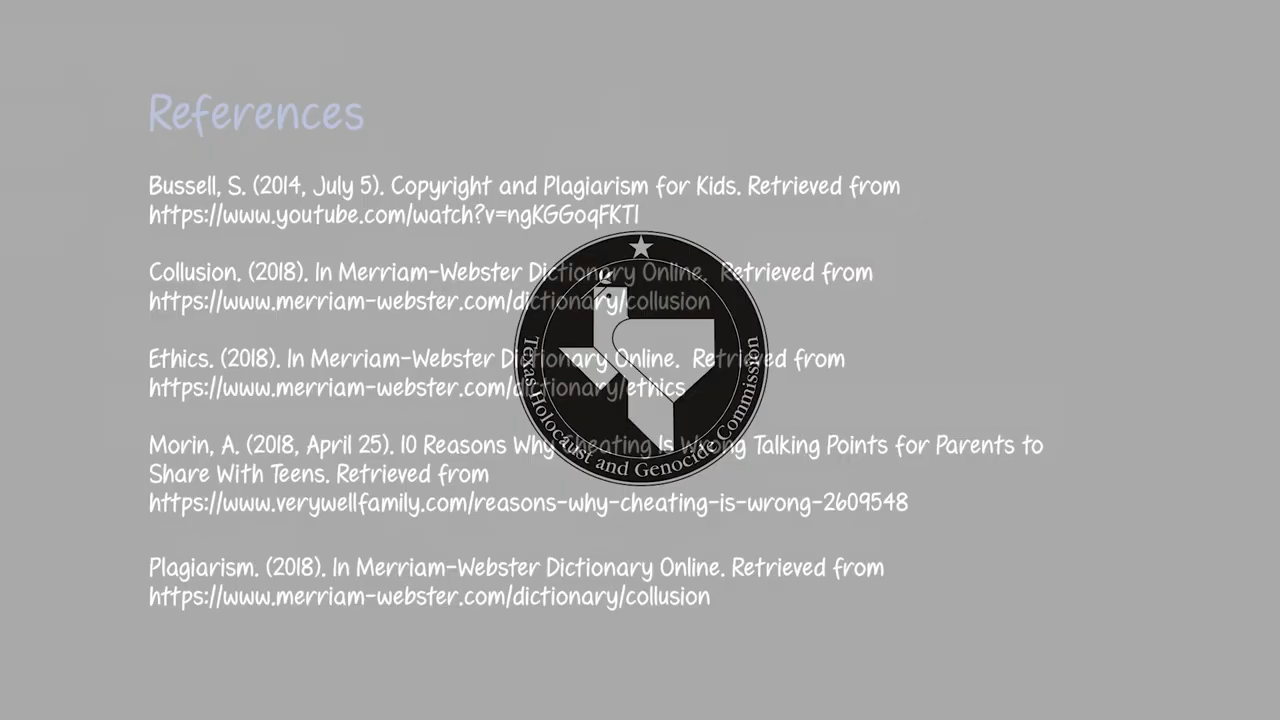 References
Bussell, S. (2014, July 5). Copyright and Plagiarism for Kids. Retrieved from
https://www.youtube.com/watch?v=ngKGGoqFKTI
Collusion. (2018). In Merriam-Webster Dictionary Online. Retrieved from
https://www.merriam-webster.com/dictionary/collusion
Ethics. (2018). In Merriam-Webster Dictionary Online. Retrieved from
https://www.merriam-webster.com/dictionary/ethics
Morin, A. (2018, April 25). 10 Reasons Why Cheating Is Wrong Talking Points for Parents to
Share With Teens. Retrieved from
https://www.verywellfamily.com/reasons-why-cheating-is-wrong-2609548
Plagiarism. (2018). In Merriam-Webster Dictionary Online. Retrieved from
https://www.merriam-webster.com/dictionary/collusion
Texas Holocaust and Genocide Commission